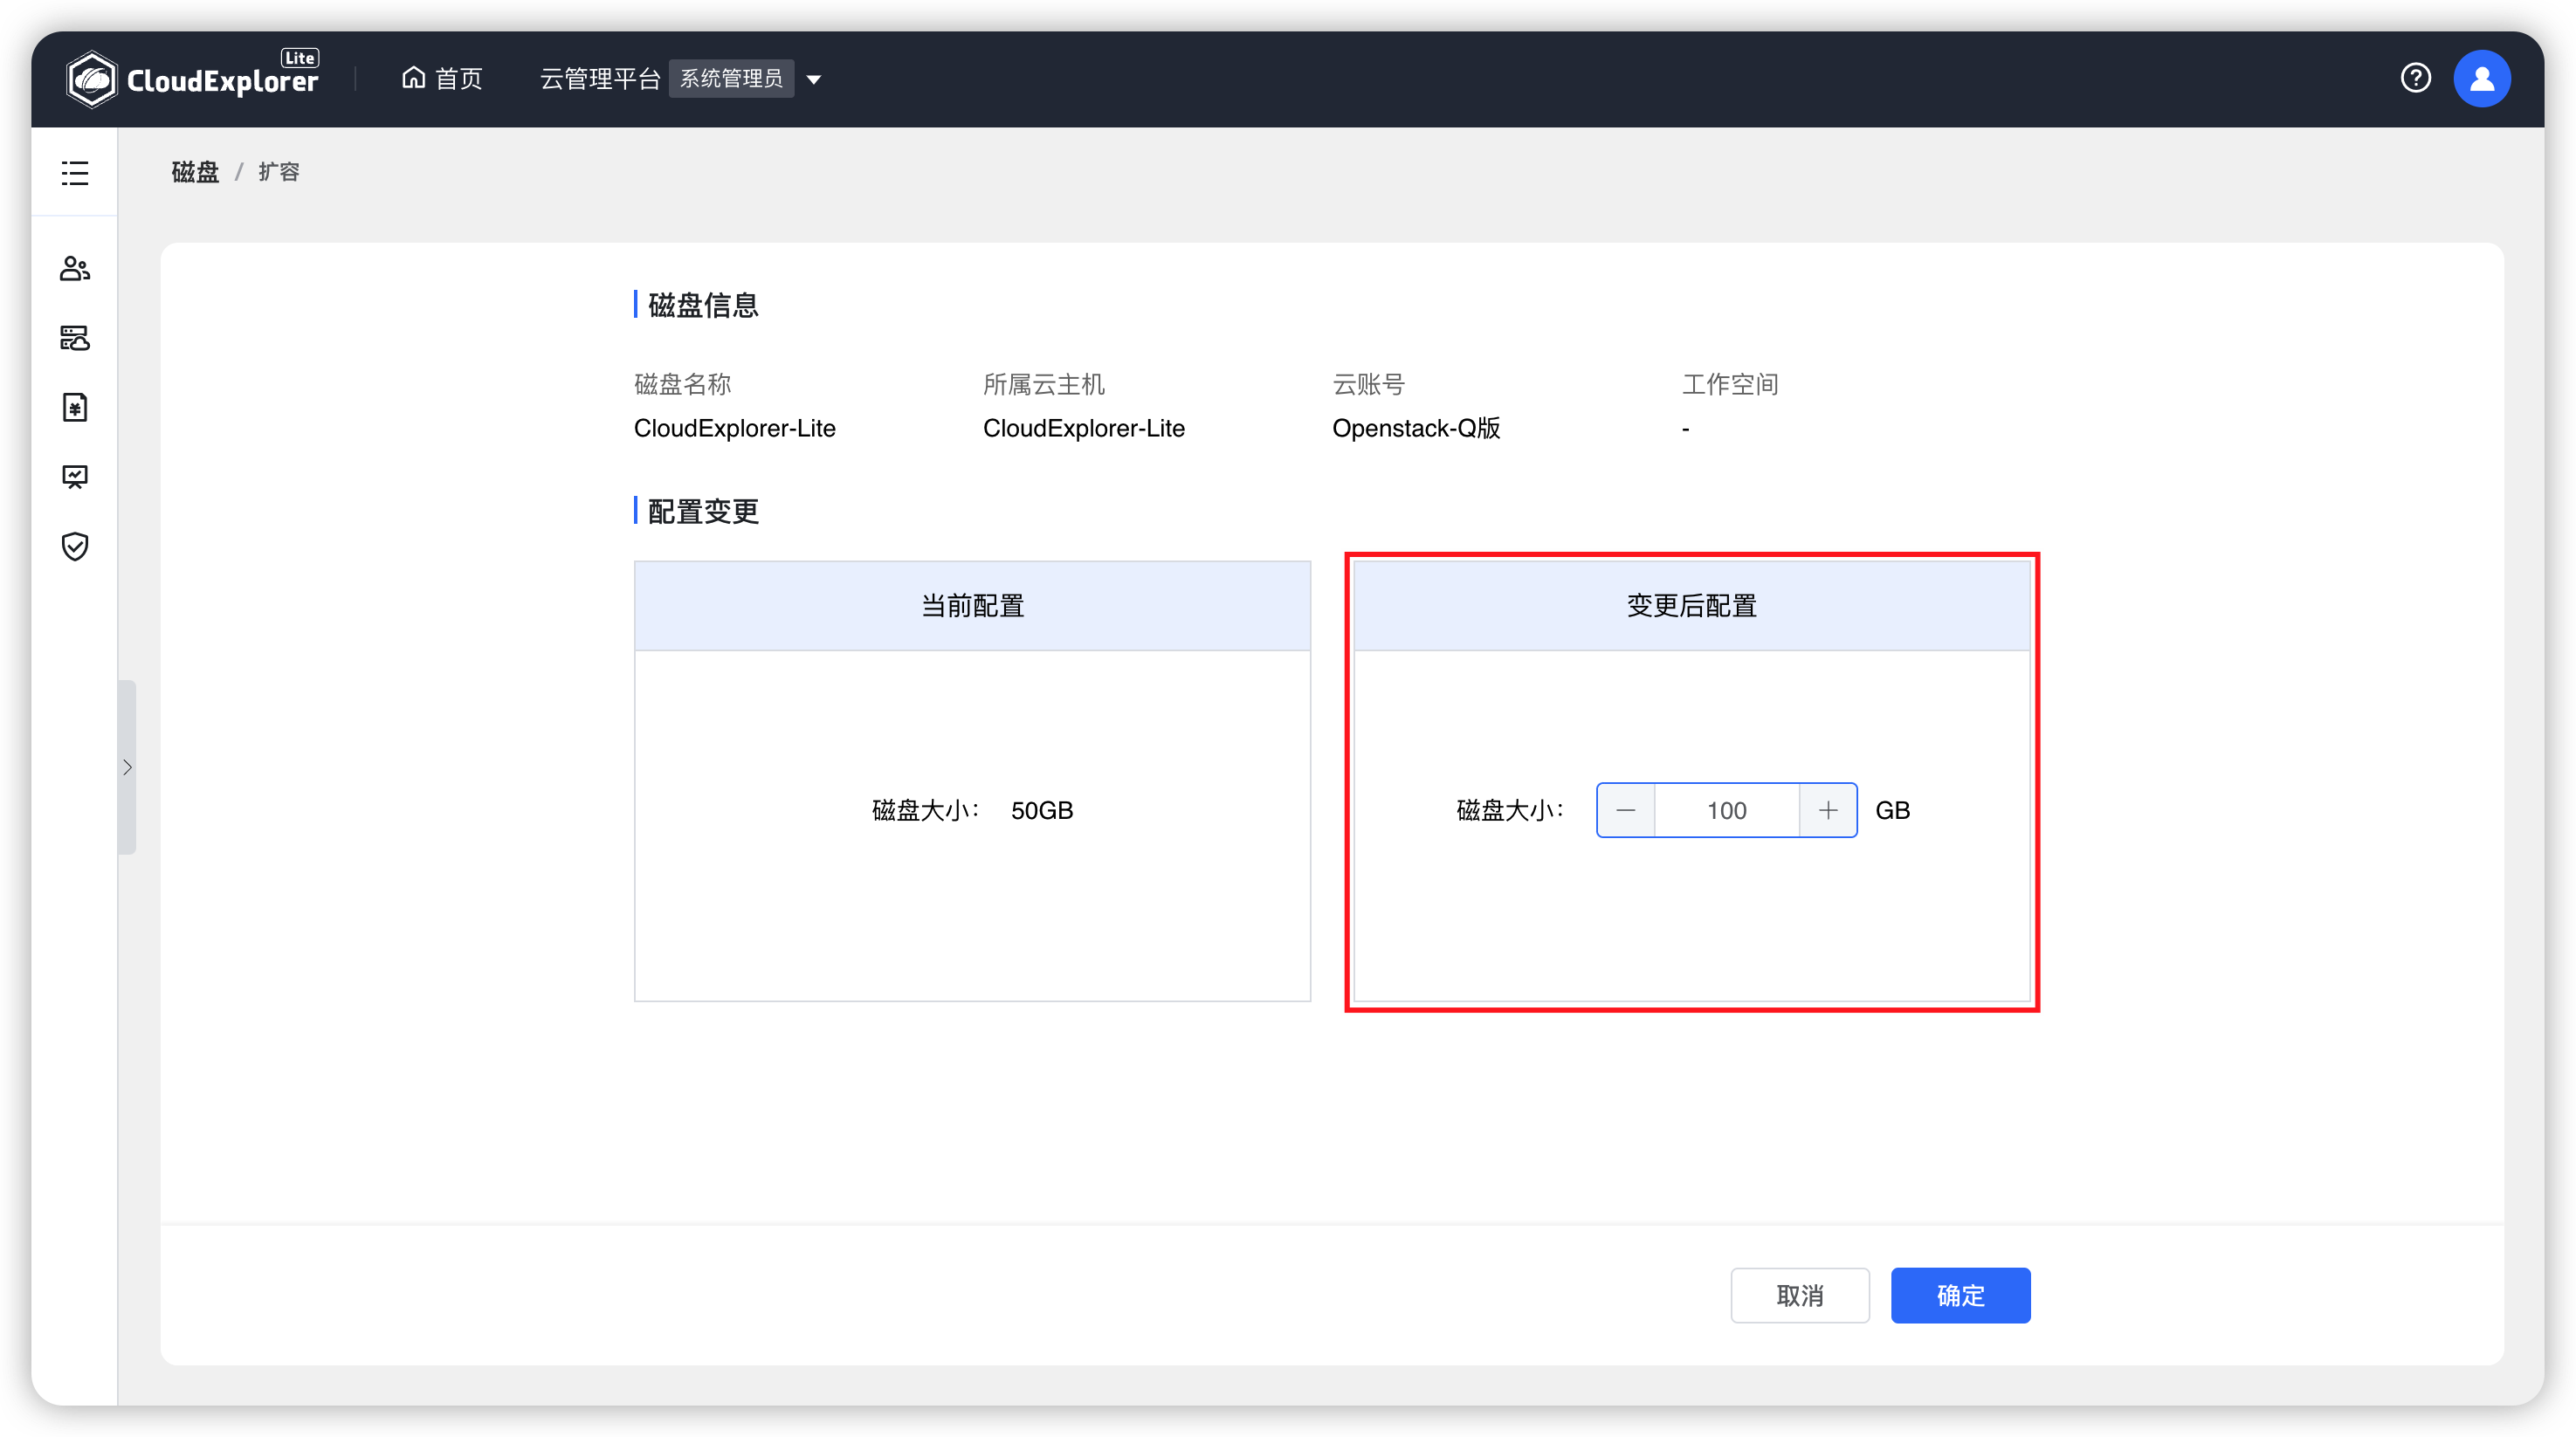 CloudExplorer Lite
首页
云管理平台 系统管理员
磁盘 / 扩容
磁盘信息
磁盘名称 所属云主机 云账号 工作空间
CloudExplorer-Lite CloudExplorer-Lite Openstack-Q版 -
配置变更
当前配置 变更后配置
磁盘大小： 50GB 磁盘大小： 100 GB
取消 确定